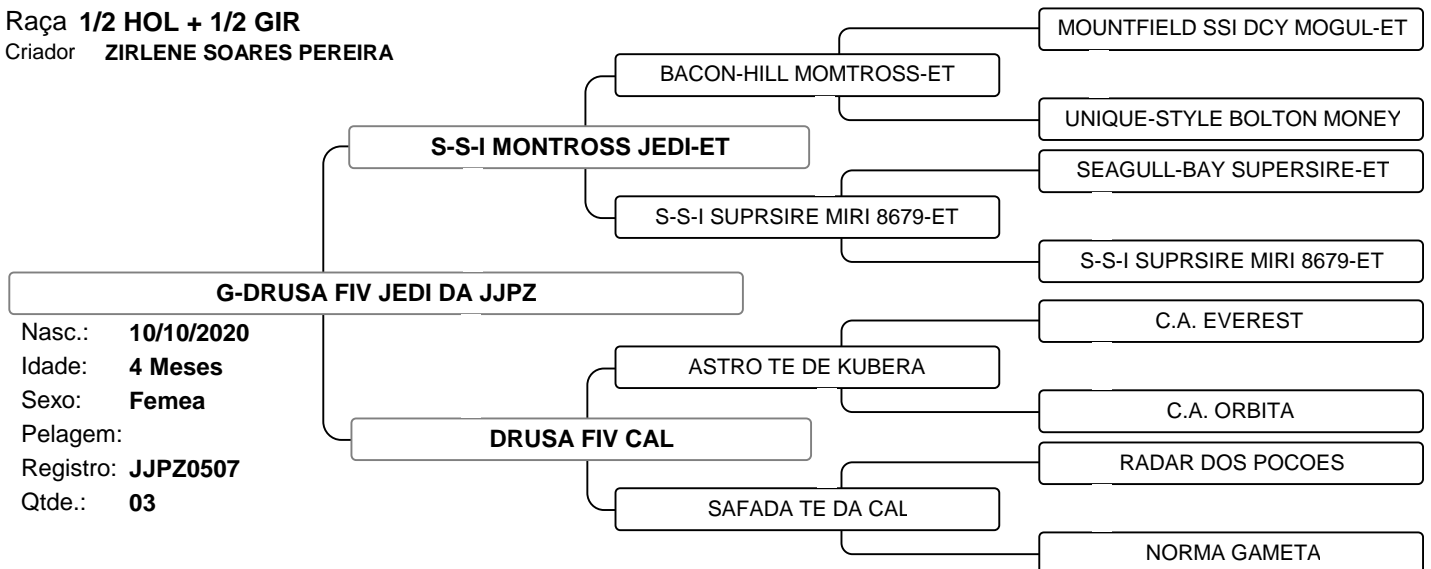 Raça 1/2 HOL + 1/2 GIR
Criador ZIRLENE SOARES PEREIRA
MOUNTFIELD SSI DCY MOGUL-ET
BACON-HILL MOMTROSS-ET
UNIQUE-STYLE BOLTON MONEY
S-S-I MONTROSS JEDI-ET
SEAGULL-BAY SUPERSIRE-ET
S-S-I SUPRSIRE MIRI 8679-ET
S-S-I SUPRSIRE MIRI 8679-ET
G-DRUSA FIV JEDI DA JJPZ
Nasc.: 10/10/2020
Idade: 4 Meses
Sexo: Femea
Pelagem:
Registro: JJPZ0507
Qtde.: 03
C.A. EVEREST
ASTRO TE DE KUBERA
C.A. ORBITA
DRUSA FIV CAL
RADAR DOS POCOES
SAFADA TE DA CAL
NORMA GAMETA